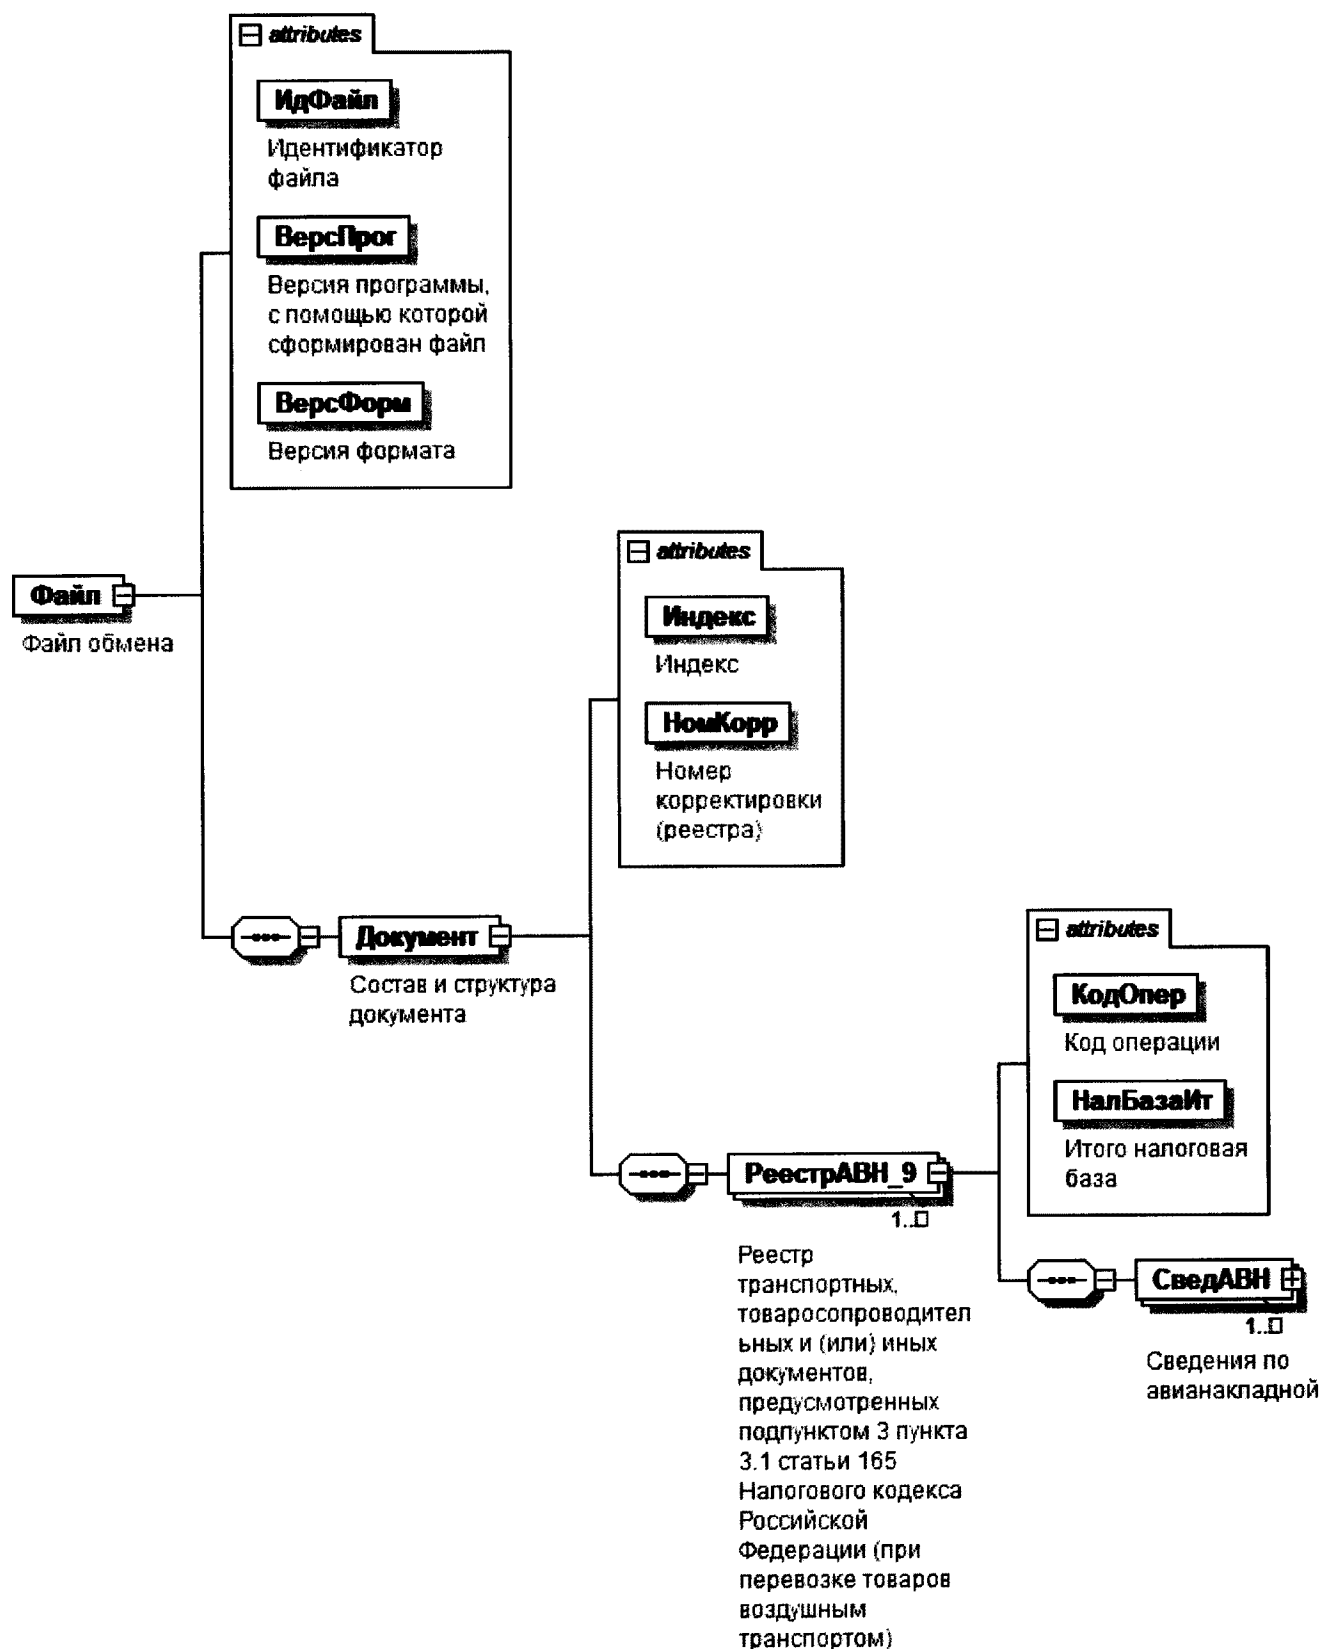 attributes
ИдФайл
Идентификатор
файла
ВерсПрог
Версия программы,
с помощью которой
сформирован файл
ВерсФорм
Версия формата
Файл
Файл обмена
attributes
Индекс
Индекс
НомКорр
Номер
корректировки
(реестра)
Документ
Состав и структура
документа
attributes
КодОпер
Код операции
НалБазаИт
Итого налоговая
база
РеестрАВН_9
1..□
Реестр
транспортных,
товаросопроводител
ьных и (или) иных
документов,
предусмотренных
подпунктом 3 пункта
3.1 статьи 165
Налогового кодекса
Российской
Федерации (при
перевозке товаров
воздушным
транспортом)
СведАВН
1..□
Сведения по
авианакладной